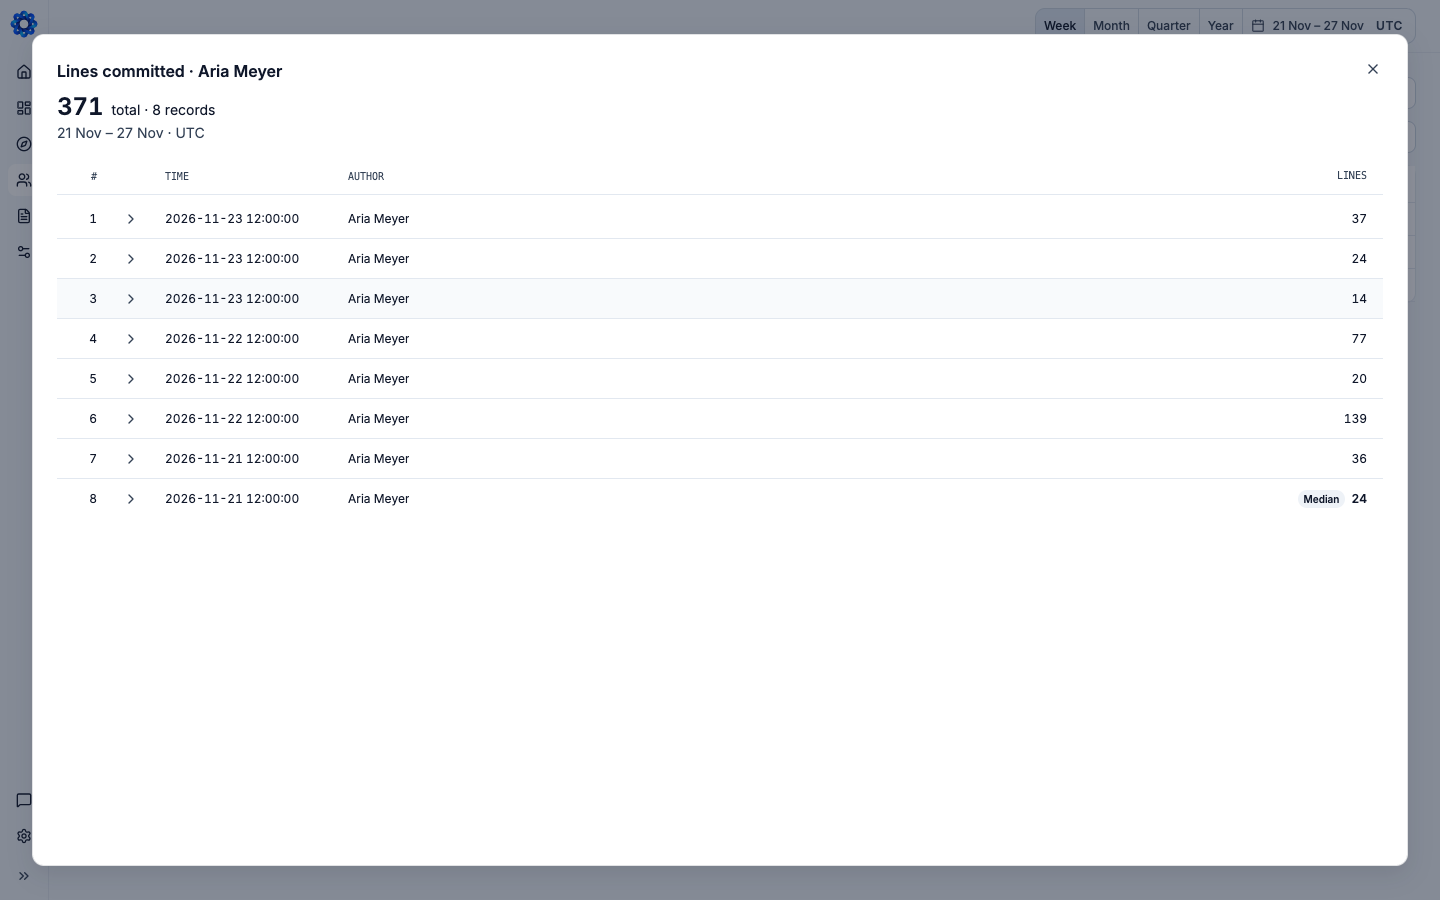 Week Month Quarter Year 21 Nov – 27 Nov UTC
Lines committed · Aria Meyer
371 total · 8 records
21 Nov – 27 Nov · UTC
# TIME AUTHOR LINES
1 2026-11-23 12:00:00 Aria Meyer 37
2 2026-11-23 12:00:00 Aria Meyer 24
3 2026-11-23 12:00:00 Aria Meyer 14
4 2026-11-22 12:00:00 Aria Meyer 77
5 2026-11-22 12:00:00 Aria Meyer 20
6 2026-11-22 12:00:00 Aria Meyer 139
7 2026-11-21 12:00:00 Aria Meyer 36
8 2026-11-21 12:00:00 Aria Meyer Median 24